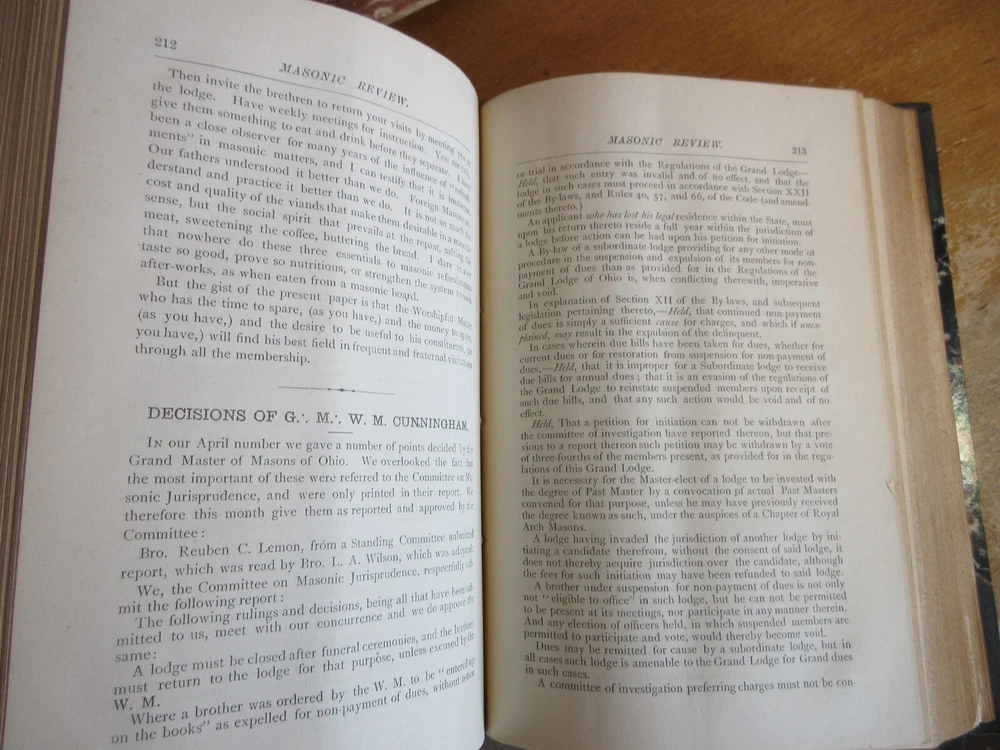 212
MASONIC REVIEW.
Then invite the brethren to return your visits by meeting you at
the lodge. Have weekly meetings for instruction. You are rich,
give them something to eat and drink before they separate. I have
been a close observer for many years of the influence of "refresh-
ments" in masonic matters, and I can testify that it is immense.
Our fathers understood it better than we do. Foreign Masons un-
derstand and practice it better than we do. It is not so much the
cost and quality of the viands that make them desirable in a masonic
sense, but the social spirit that prevails at the repast, salting the
meat, sweetening the coffee, buttering the bread. I dare to say
that nowhere do these three essentials to masonic refreshments
taste so good, prove so nutritious, or strengthen the system to such
after-works, as when eaten from a masonic board.
But the gist of the present paper is that the Worshipful Master
who has the time to spare, (as you have,) and the money to spare,
(as you have,) and the desire to be useful to his constituents, (as
you have,) will find his best field in frequent and fraternal visitations
through all the membership.
DECISIONS OF G∴ M∴ W. M. CUNNINGHAM.
IN our April number we gave a number of points decided by the
Grand Master of Masons of Ohio. We overlooked the fact that
the most important of these were referred to the Committee on Ma-
sonic Jurisprudence, and were only printed in their report. We
therefore this month give them as reported and approved by the
Committee:
Bro. Reuben C. Lemon, from a Standing Committee submitted
report, which was read by Bro. L. A. Wilson, which was adopted:
We, the Committee on Masonic Jurisprudence, respectfully sub-
mit the following report:
The following rulings and decisions, being all that have been sub-
mitted to us, meet with our concurrence and we do approve the
same:
A lodge must be closed after funeral ceremonies, and the brethren
must return to the lodge for that purpose, unless excused by the
W. M.
Where a brother was ordered by the W. M. to be "entered up
on the books" as expelled for non-payment of dues, without notice
MASONIC REVIEW.
213
or trial in accordance with the Regulations of the Grand Lodge—
Held, that such entry was invalid and of no effect, and that the
lodge in such cases must proceed in accordance with Section XXII
of the By-laws, and Rules 40, 57, and 66, of the Code (and amend-
ments thereto.)
An applicant who has lost his legal residence within the State, must
upon his return thereto reside a full year within the jurisdiction of
a lodge before action can be had upon his petition for initiation.
A By-law of a subordinate lodge providing for any other mode of
procedure in the suspension and expulsion of its members for non-
payment of dues than as provided for in the Regulations of the
Grand Lodge of Ohio is, when conflicting therewith, inoperative
and void.
In explanation of Section XII of the By-laws, and subsequent
legislation pertaining thereto,—Held, that continued non-payment
of dues is simply a sufficient cause for charges, and which if unex-
plained, may result in the expulsion of the delinquent.
In cases wherein due bills have been taken for dues, whether for
current dues or for restoration from suspension for non-payment of
dues,—Held, that it is improper for a Subordinate lodge to receive
due bills for annual dues; that it is an evasion of the regulations of
the Grand Lodge to reinstate suspended members upon receipt of
such due bills, and that any such action would be void and of no
effect.
Held, That a petition for initiation can not be withdrawn after
the committee of investigation have reported thereon, but that pre-
vious to a report thereon such petition may be withdrawn by a vote
of three-fourths of the members present, as provided for in the regu-
lations of this Grand Lodge.
It is necessary for the Master-elect of a lodge to be invested with
the degree of Past Master by a convocation of actual Past Masters
convened for that purpose, unless he may have previously received
the degree known as such, under the auspices of a Chapter of Royal
Arch Masons.
A lodge having invaded the jurisdiction of another lodge by ini-
tiating a candidate therefrom, without the consent of said lodge, it
does not thereby acquire jurisdiction over the candidate, although
the fees for such initiation may have been refunded to said lodge.
A brother under suspension for non-payment of dues is not only
not "eligible to office" in such lodge, but he can not be permitted
to be present at its meetings, nor participate in any manner therein.
And any election of officers held, in which suspended members are
permitted to participate and vote, would thereby become void.
Dues may be remitted for cause by a subordinate lodge, but in
all cases such lodge is amenable to the Grand Lodge for Grand dues
in such cases.
A committee of investigation preferring charges must not be con-